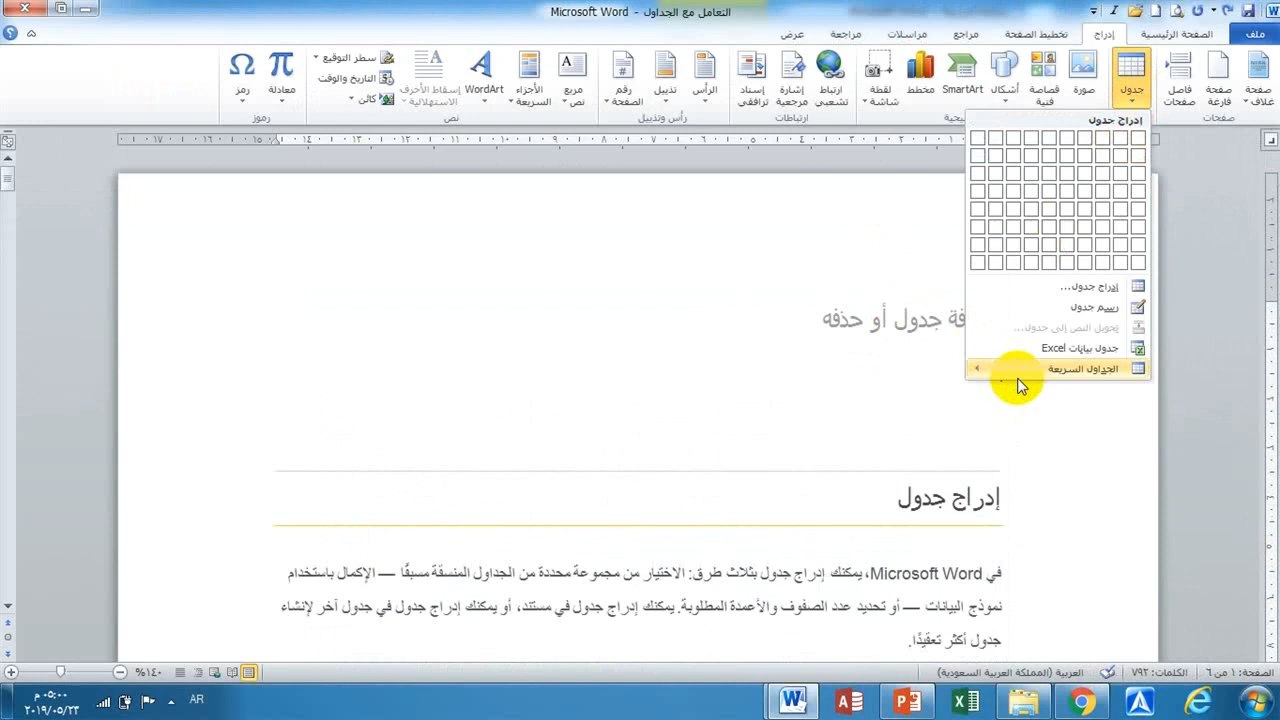 التعامل مع الجداول - Microsoft Word
ملف
الصفحة الرئيسية
إدراج
تخطيط الصفحة
مراجع
مراسلات
مراجعة
عرض
صفحة غلاف
صفحة فارغة
فاصل صفحات
جدول
صورة
قصاصة فنية
أشكال
SmartArt
مخطط
لقطة شاشة
ارتباط تشعبي
إشارة مرجعية
إسناد ترافقي
الرأس
تذييل
رقم الصفحة
مربع نص
الأجزاء السريعة
WordArt
إسقاط الأحرف الاستهلالية
سطر التوقيع
التاريخ والوقت
كائن
معادلة
رمز
صفحات
ارتباطات
رأس وتذييل
نص
رموز
إدراج جدول
إدراج جدول...
رسم جدول
تحويل النص إلى جدول...
جدول بيانات Excel
الجداول السريعة
جدول أو حذفه
إدراج جدول
في Microsoft Word، يمكنك إدراج جدول بثلاث طرق: الاختيار من مجموعة محددة من الجداول المنسقة مسبقًا — الإكمال باستخدام
نموذج البيانات — أو تحديد عدد الصفوف والأعمدة المطلوبة. يمكنك إدراج جدول في مستند، أو يمكنك إدراج جدول في جدول آخر لإنشاء
جدول أكثر تعقيدًا.
الصفحة: ١ من ٦
الكلمات: ٧٩٢
العربية (المملكة العربية السعودية)
١٤٠%
AR
٠٥:٠٠ م
٢٠١٩/٠٥/٢٣